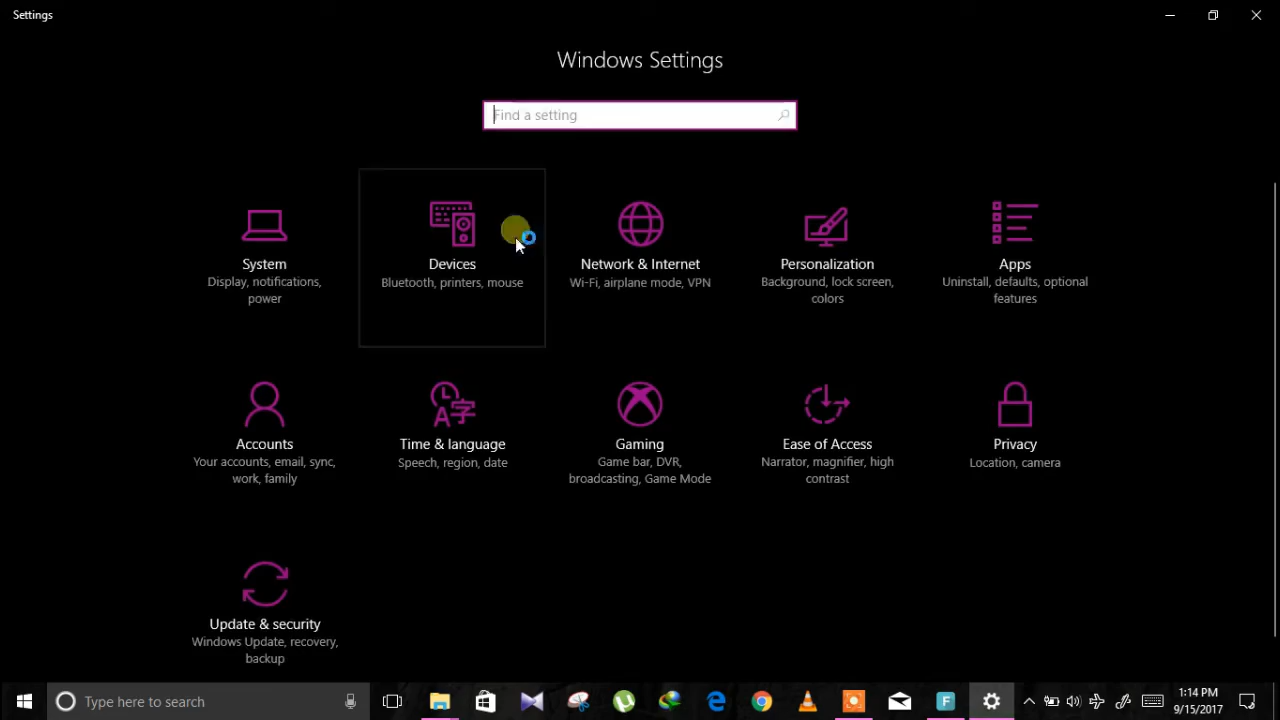 Settings
Windows Settings
Find a setting
System
Display, notifications,
power
Devices
Bluetooth, printers, mouse
Network & Internet
Wi-Fi, airplane mode, VPN
Personalization
Background, lock screen,
colors
Apps
Uninstall, defaults, optional
features
Accounts
Your accounts, email, sync,
work, family
Time & language
Speech, region, date
Gaming
Game bar, DVR,
broadcasting, Game Mode
Ease of Access
Narrator, magnifier, high
contrast
Privacy
Location, camera
Update & security
Windows Update, recovery,
backup
Type here to search
1:14 PM
9/15/2017